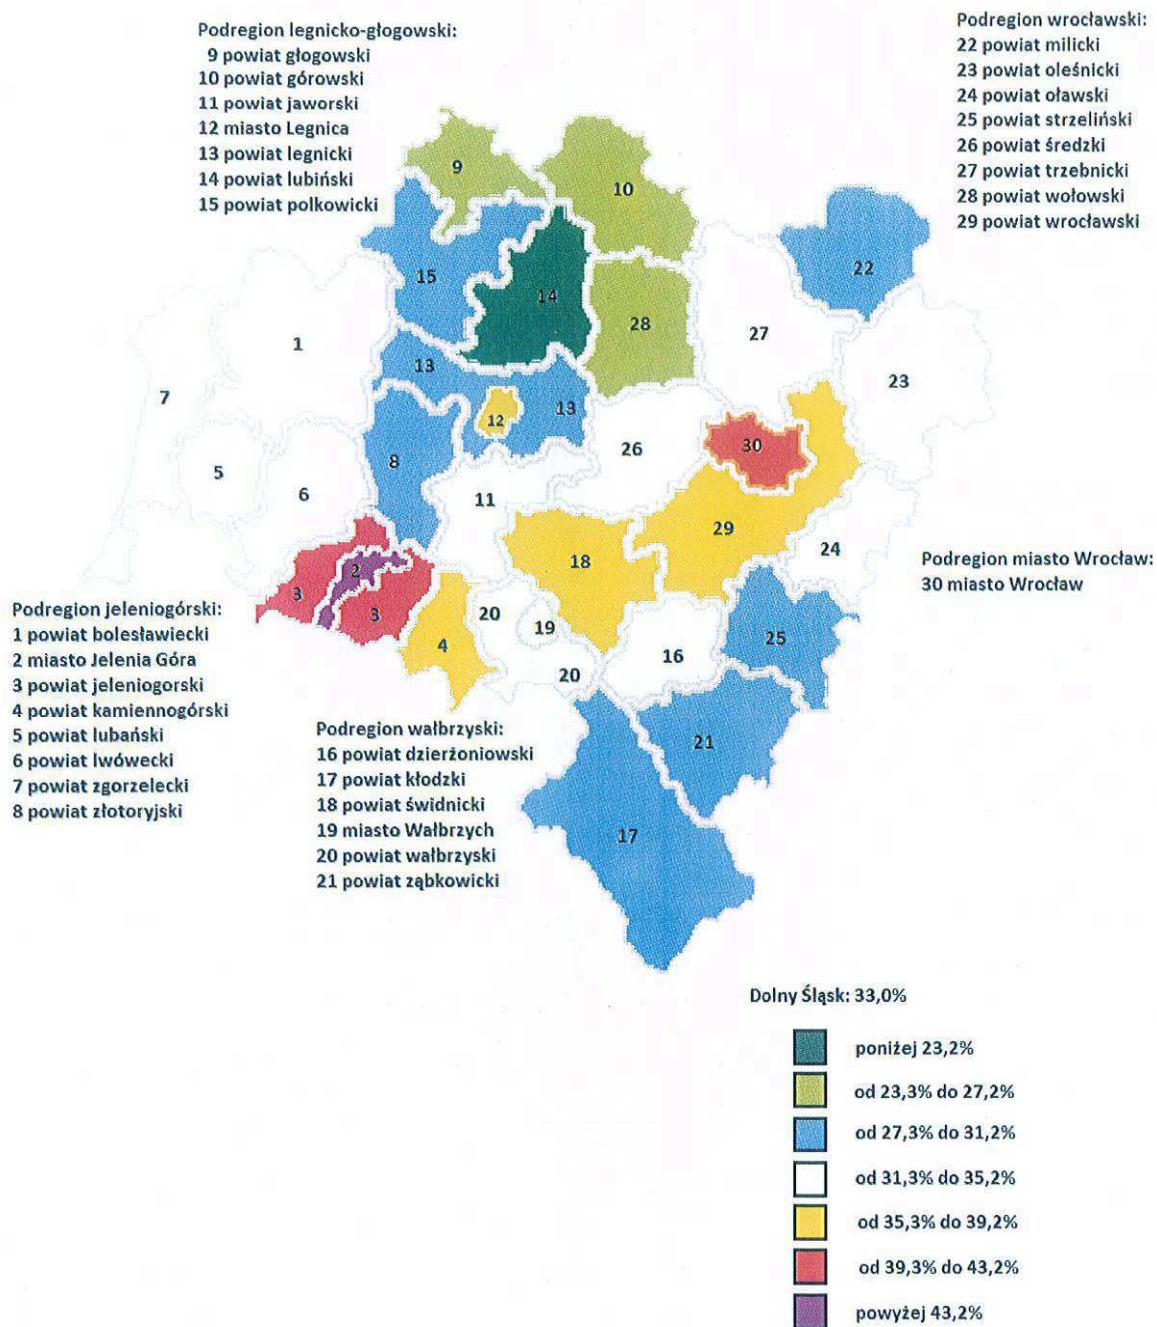 Podregion legnicko-głogowski:
9 powiat głogowski
10 powiat górowski
11 powiat jaworski
12 miasto Legnica
13 powiat legnicki
14 powiat lubiński
15 powiat polkowicki
Podregion wrocławski:
22 powiat milicki
23 powiat oleśnicki
24 powiat oławski
25 powiat strzeliński
26 powiat średzki
27 powiat trzebnicki
28 powiat wołowski
29 powiat wrocławski
9
10
22
15
14
28
27
1
7
13
13
12
23
26
30
5
8
6
11
29
18
24
2
3
3
20
19
4
16
25
20
21
17
Podregion miasto Wrocław:
30 miasto Wrocław
Podregion jeleniogórski:
1 powiat bolesławiecki
2 miasto Jelenia Góra
3 powiat jeleniogorski
4 powiat kamiennogórski
5 powiat lubański
6 powiat lwówecki
7 powiat zgorzelecki
8 powiat złotoryjski
Podregion wałbrzyski:
16 powiat dzierżoniowski
17 powiat kłodzki
18 powiat świdnicki
19 miasto Wałbrzych
20 powiat wałbrzyski
21 powiat ząbkowicki
Dolny Śląsk: 33,0%
poniżej 23,2%
od 23,3% do 27,2%
od 27,3% do 31,2%
od 31,3% do 35,2%
od 35,3% do 39,2%
od 39,3% do 43,2%
powyżej 43,2%